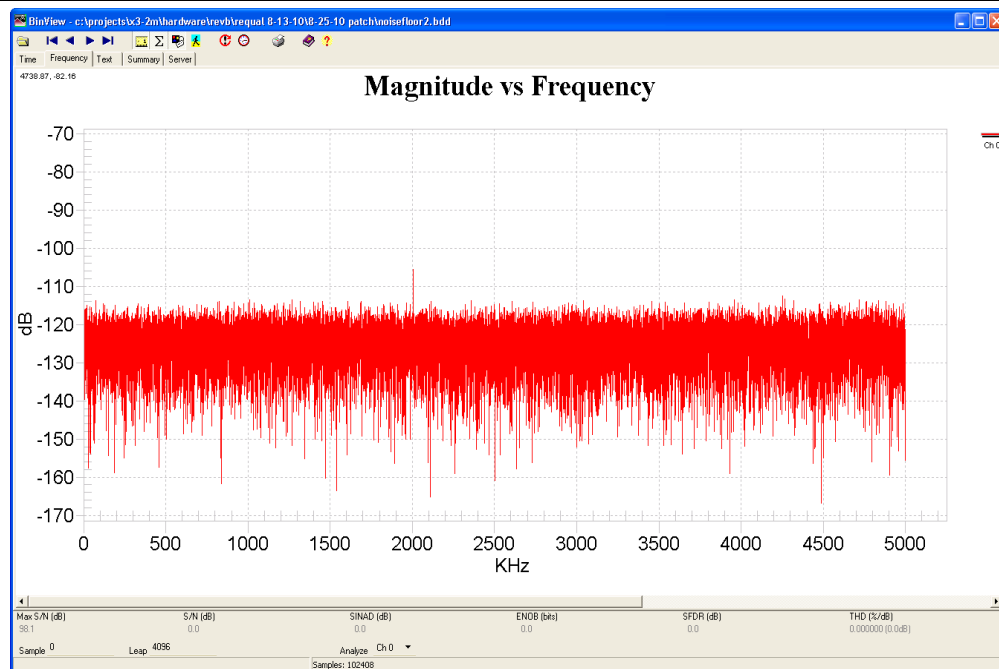 BinView - c:\projects\x3-2m\hardware\revb\requal 8-13-10\8-25-10 patch\noisefloor2.bdd
Time Frequency Text Summary Server
4738.87, -82.16
Magnitude vs Frequency
Ch 0
-70
-80
-90
-100
-110
-120
-130
-140
-150
-160
-170
dB
0 500 1000 1500 2000 2500 3000 3500 4000 4500 5000
KHz
Max S/N (dB) S/N (dB) SINAD (dB) ENOB (bits) SFDR (dB) THD (%/dB)
98.1 0.0 0.0 0.0 0.0 0.000000 (0.0dB)
Sample 0 Leap 4096 Analyze Ch 0
Samples: 102408